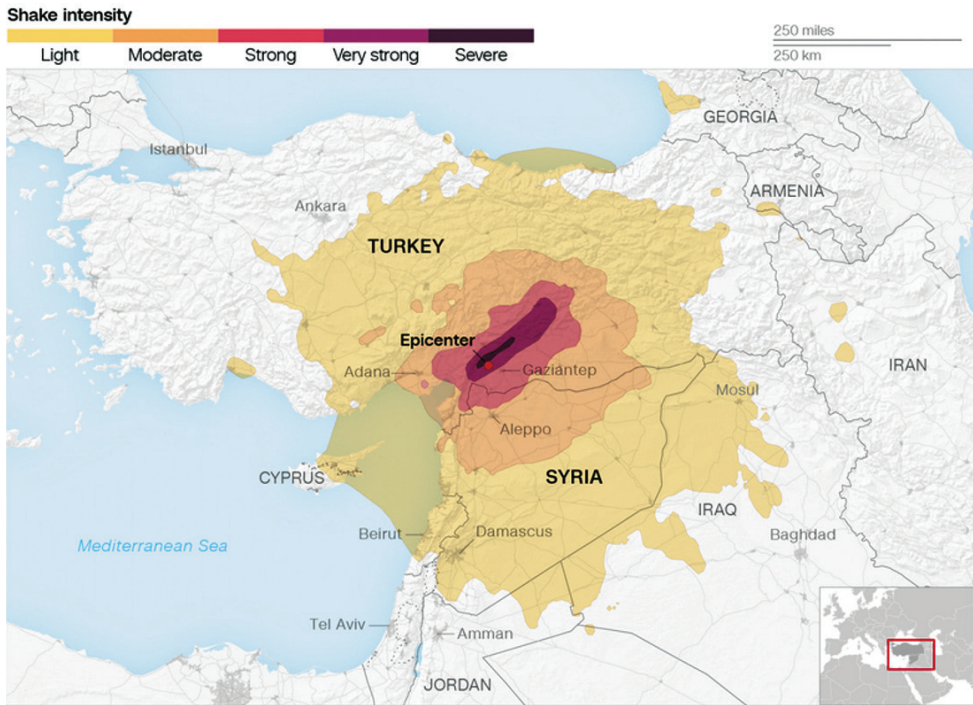 Shake intensity
Light Moderate Strong Very strong Severe
250 miles
250 km
GEORGIA
Istanbul
ARMENIA
Ankara
TURKEY
Epicenter
IRAN
Adana
Gaziantep
Mosul
Aleppo
CYPRUS
SYRIA
IRAQ
Beirut
Damascus
Baghdad
Mediterranean Sea
Tel Aviv
Amman
JORDAN